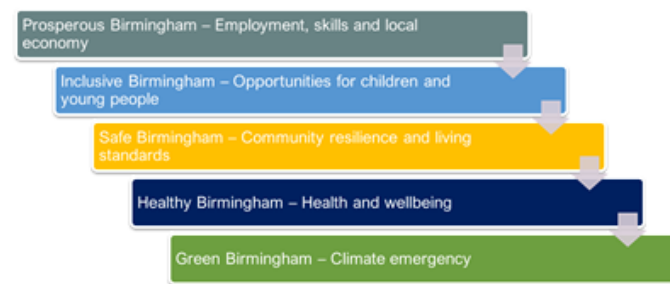 Prosperous Birmingham – Employment, skills and local
economy
Inclusive Birmingham – Opportunities for children and
young people
Safe Birmingham – Community resilience and living
standards
Healthy Birmingham – Health and wellbeing
Green Birmingham – Climate emergency